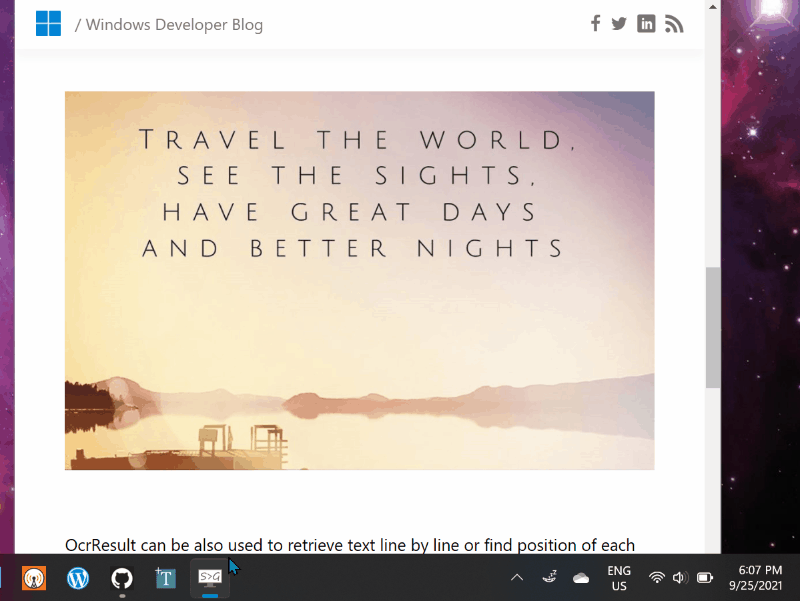 / Windows Developer Blog
TRAVEL THE WORLD,
SEE THE SIGHTS,
HAVE GREAT DAYS
AND BETTER NIGHTS
OcrResult can be also used to retrieve text line by line or find position of each
T
S>G
ENG
US
6:07 PM
9/25/2021